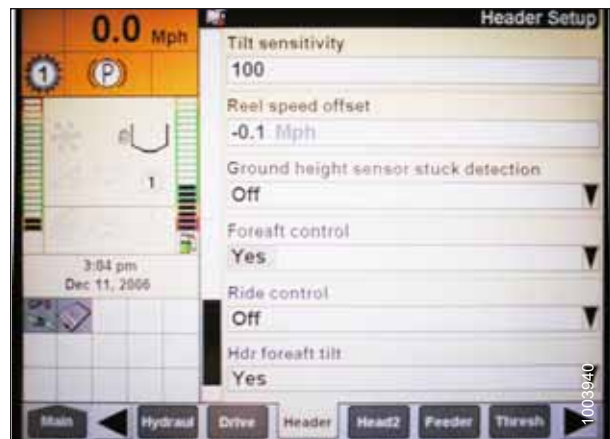 0.0 Mph
Header Setup
Tilt sensitivity
100
1
P
Reel speed offset
-0.1 Mph
Ground height sensor stuck detection
Off
1
Foreaft control
Yes
3:04 pm
Dec 11, 2006
Ride control
Off
GPS
Hdr foreaft tilt
Yes
1003940
Main
Hydraul
Drive
Header
Head2
Feeder
Thresh